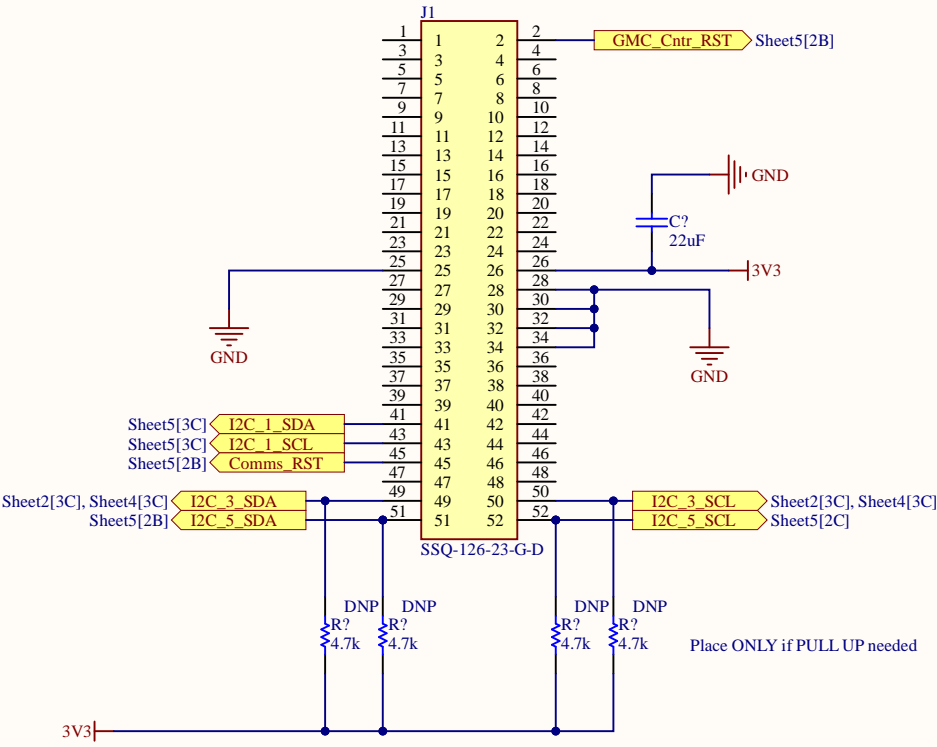 J1
1 1 2 2 GMC_Cntr_RST Sheet5[2B]
3 3 4 4
5 5 6 6
7 7 8 8
9 9 10 10
11 11 12 12
13 13 14 14
15 15 16 16 GND
17 17 18 18
19 19 20 20
21 21 22 22 C?
23 23 24 24 22uF
25 25 26 26 3V3
27 27 28 28
29 29 30 30
31 31 32 32
33 33 34 34
GND
35 35 36 36
GND
37 37 38 38
39 39 40 40
Sheet5[3C] I2C_1_SDA 41 41 42 42
Sheet5[3C] I2C_1_SCL 43 43 44 44
Sheet5[2B] Comms_RST 45 45 46 46
47 47 48 48
Sheet2[3C], Sheet4[3C] I2C_3_SDA 49 49 50 50 I2C_3_SCL Sheet2[3C], Sheet4[3C]
Sheet5[2B] I2C_5_SDA 51 51 52 52 I2C_5_SCL Sheet5[2C]
SSQ-126-23-G-D
DNP DNP DNP DNP
R? R? R? R?
4.7k 4.7k 4.7k 4.7k
Place ONLY if PULL UP needed
3V3